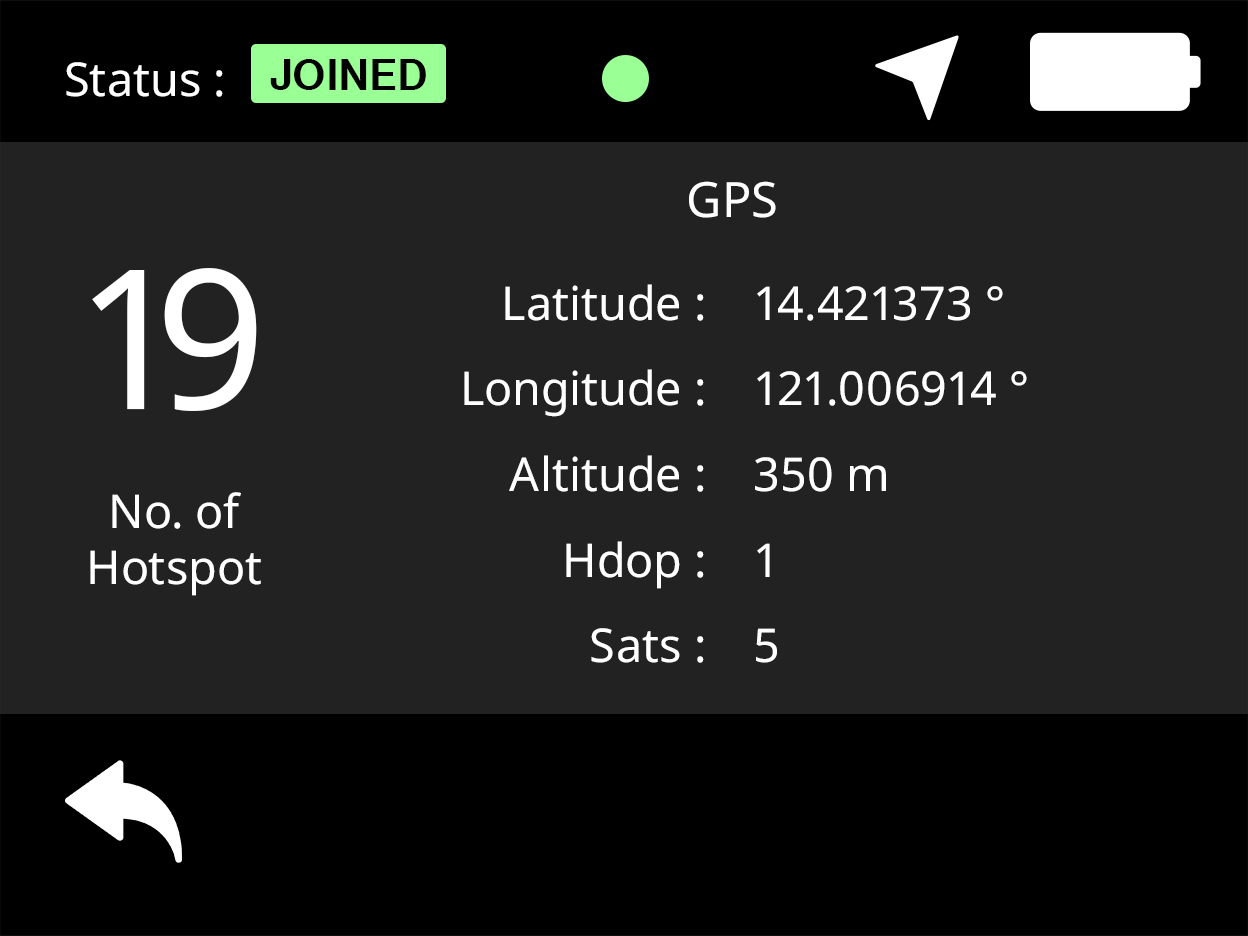 Status : JOINED
GPS
19
No. of
Hotspot
Latitude : 14.421373 °
Longitude : 121.006914 °
Altitude : 350 m
Hdop : 1
Sats : 5